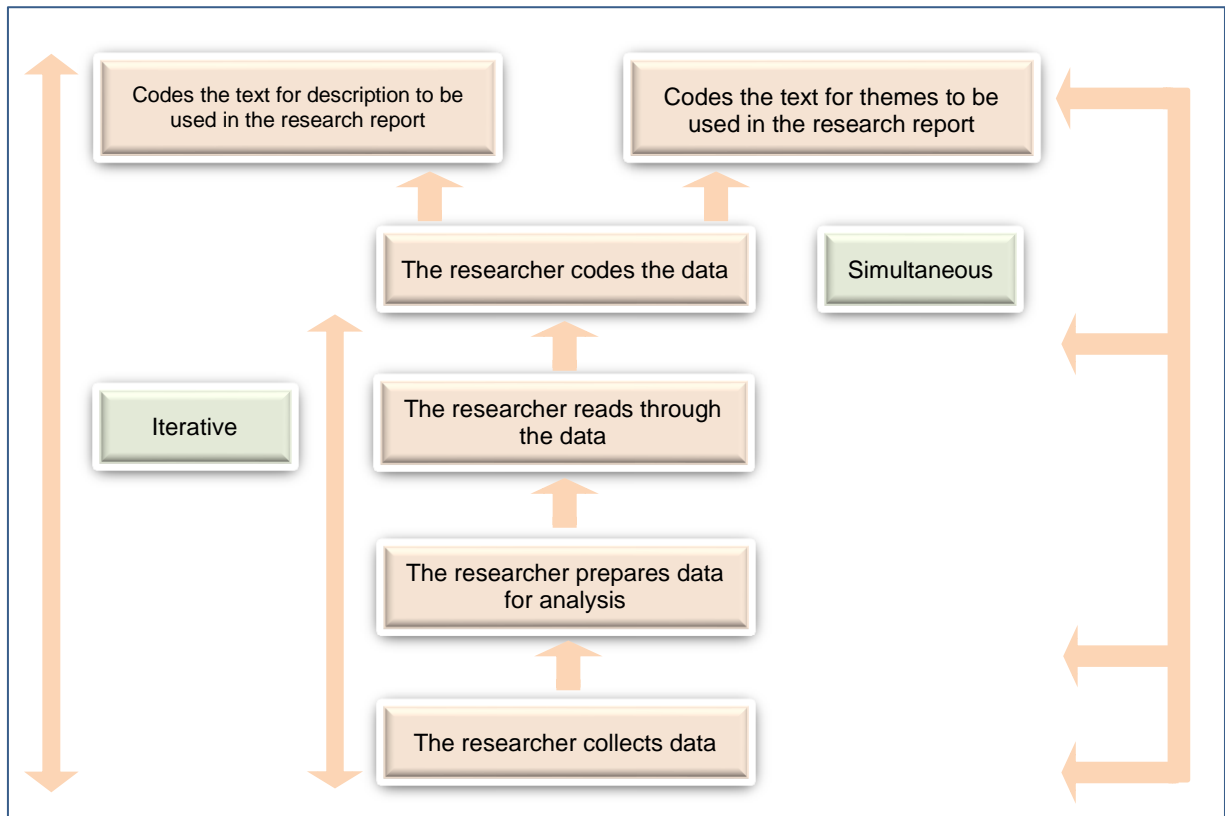 Codes the text for description to be
used in the research report
Codes the text for themes to be
used in the research report
The researcher codes the data
Simultaneous
The researcher reads through
the data
Iterative
The researcher prepares data
for analysis
The researcher collects data